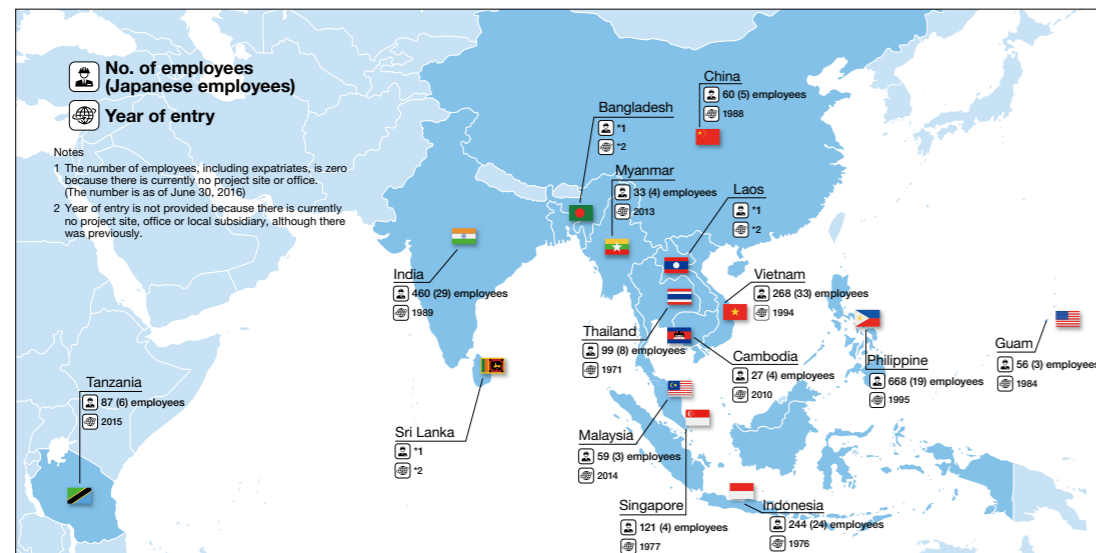 No. of employees
(Japanese employees)
Year of entry
Notes
1 The number of employees, including expatriates, is zero
because there is currently no project site or office.
(The number is as of June 30, 2016)
2 Year of entry is not provided because there is currently
no project site, office or local subsidiary, although there
was previously.
China
60 (5) employees
1988
Bangladesh
*1
*2
Myanmar
33 (4) employees
2013
Laos
*1
*2
India
460 (29) employees
1989
Vietnam
268 (33) employees
1994
Thailand
99 (8) employees
1971
Cambodia
27 (4) employees
2010
Philippine
668 (19) employees
1995
Guam
56 (3) employees
1984
Tanzania
87 (6) employees
2015
Sri Lanka
*1
*2
Malaysia
59 (3) employees
2014
Singapore
121 (4) employees
1977
Indonesia
244 (24) employees
1976